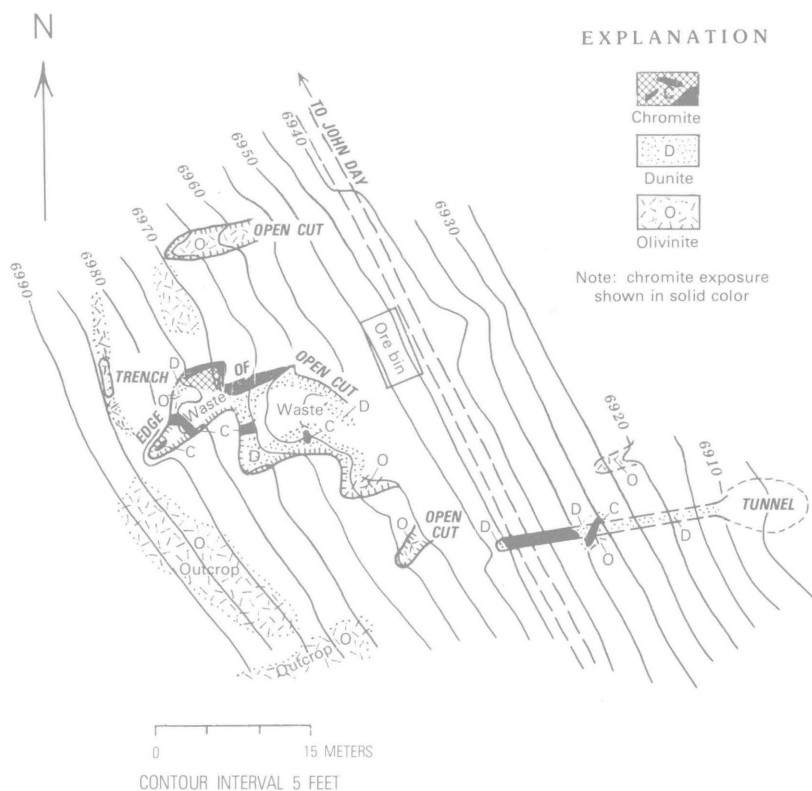 N
EXPLANATION
C
Chromite
D
Dunite
O
Olivinite
Note: chromite exposure
shown in solid color
TO JOHN DAY
6940
6950
6960
6970
6980
6990
6930
6920
6910
O
OPEN CUT
Ore bin
D
TRENCH
OF
OPEN CUT
EDGE
O
Waste
Waste
D
C
C
C
D
O
O
OPEN
CUT
D
D
C
O
O
D
TUNNEL
O
Outcrop
O
Outcrop
0
15 METERS
CONTOUR INTERVAL 5 FEET